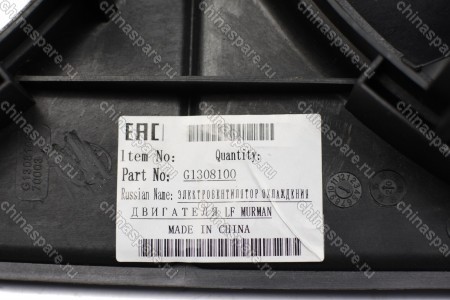 EAC
Item No: Quantity:
Part No: G1308100
Russian Name: ЭЛЕКТРОВЕНТИЛЯТОР ОХЛАЖДЕНИЯ
ДВИГАТЕЛЯ LF MURMAN
MADE IN CHINA
chinaspare.ru